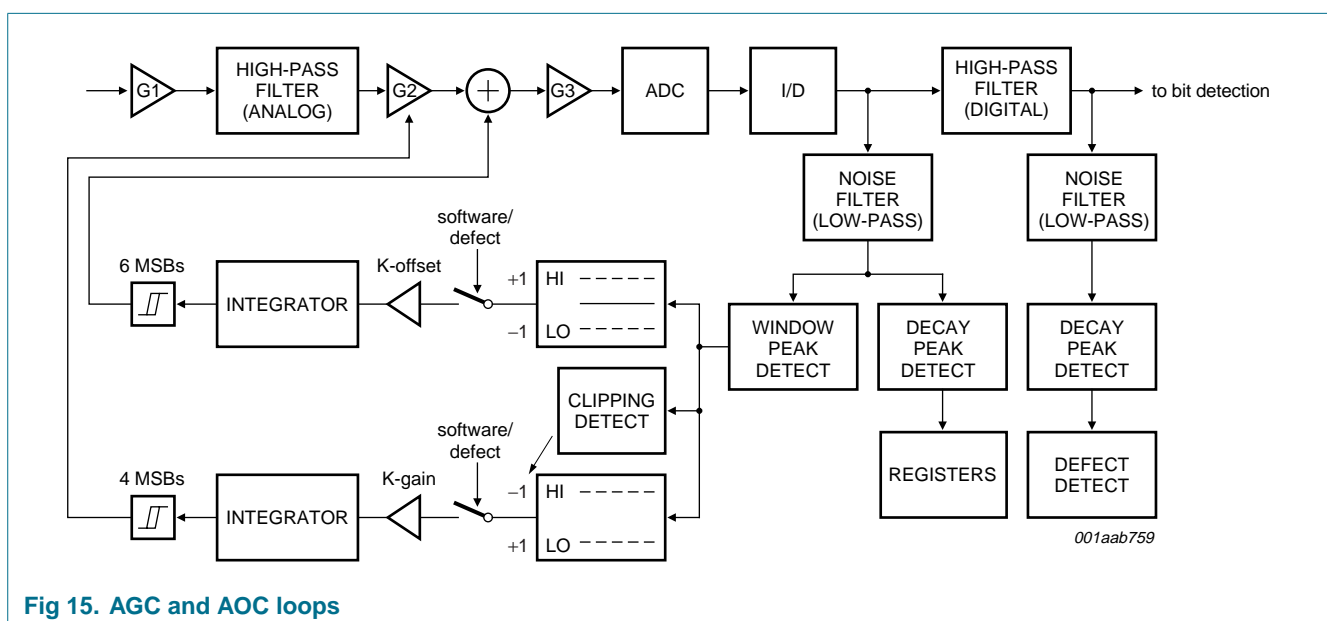 G1
HIGH-PASS
FILTER
(ANALOG)
G2
+
G3
ADC
I/D
HIGH-PASS
FILTER
(DIGITAL)
to bit detection
NOISE
FILTER
(LOW-PASS)
NOISE
FILTER
(LOW-PASS)
software/
defect
6 MSBs
INTEGRATOR
K-offset
+1
HI
−1
LO
WINDOW
PEAK
DETECT
DECAY
PEAK
DETECT
DECAY
PEAK
DETECT
CLIPPING
DETECT
software/
defect
4 MSBs
INTEGRATOR
K-gain
−1
HI
+1
LO
REGISTERS
DEFECT
DETECT
001aab759
Fig 15. AGC and AOC loops